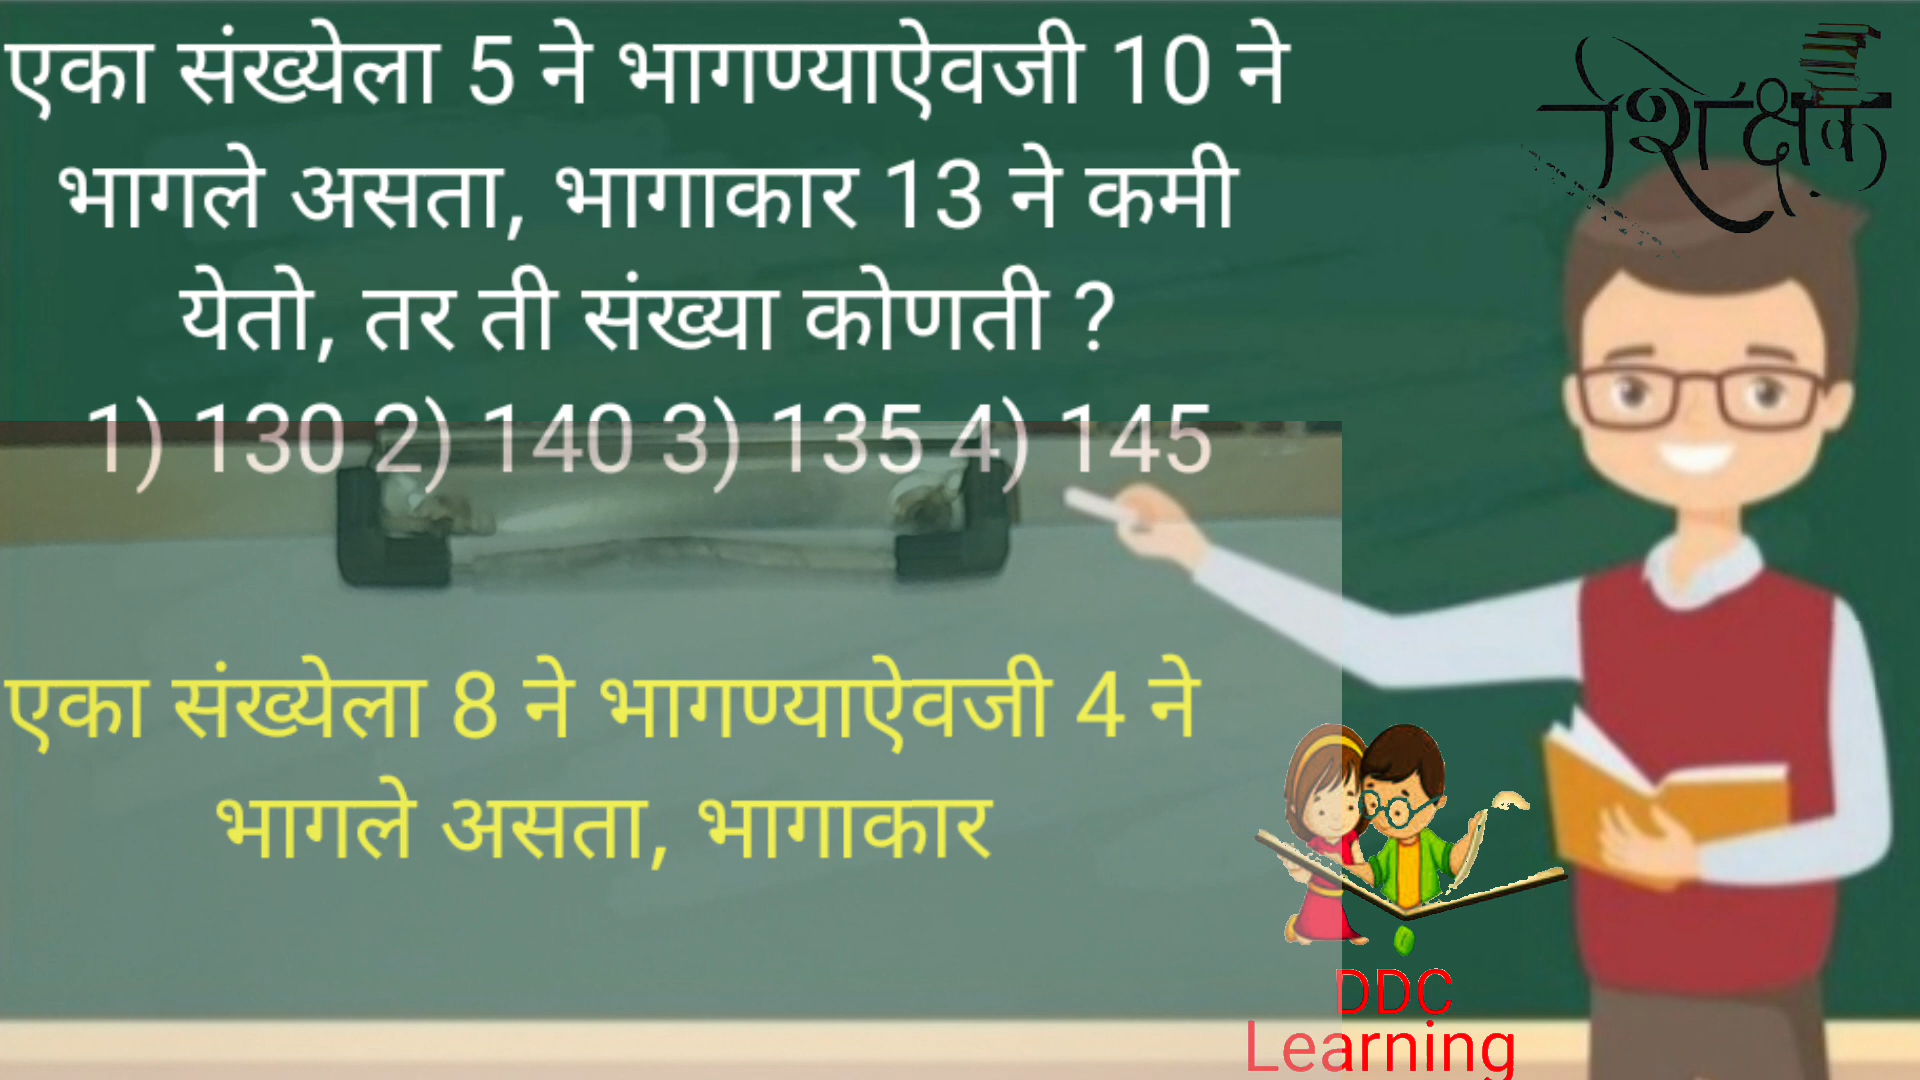 एका संख्येला 5 ने भागण्याऐवजी 10 ने
भागले असता, भागाकार 13 ने कमी
येतो, तर ती संख्या कोणती ?
1) 130 2) 140 3) 135 4) 145
एका संख्येला 8 ने भागण्याऐवजी 4 ने
भागले असता, भागाकार
शिक्षक
DDC
Learning